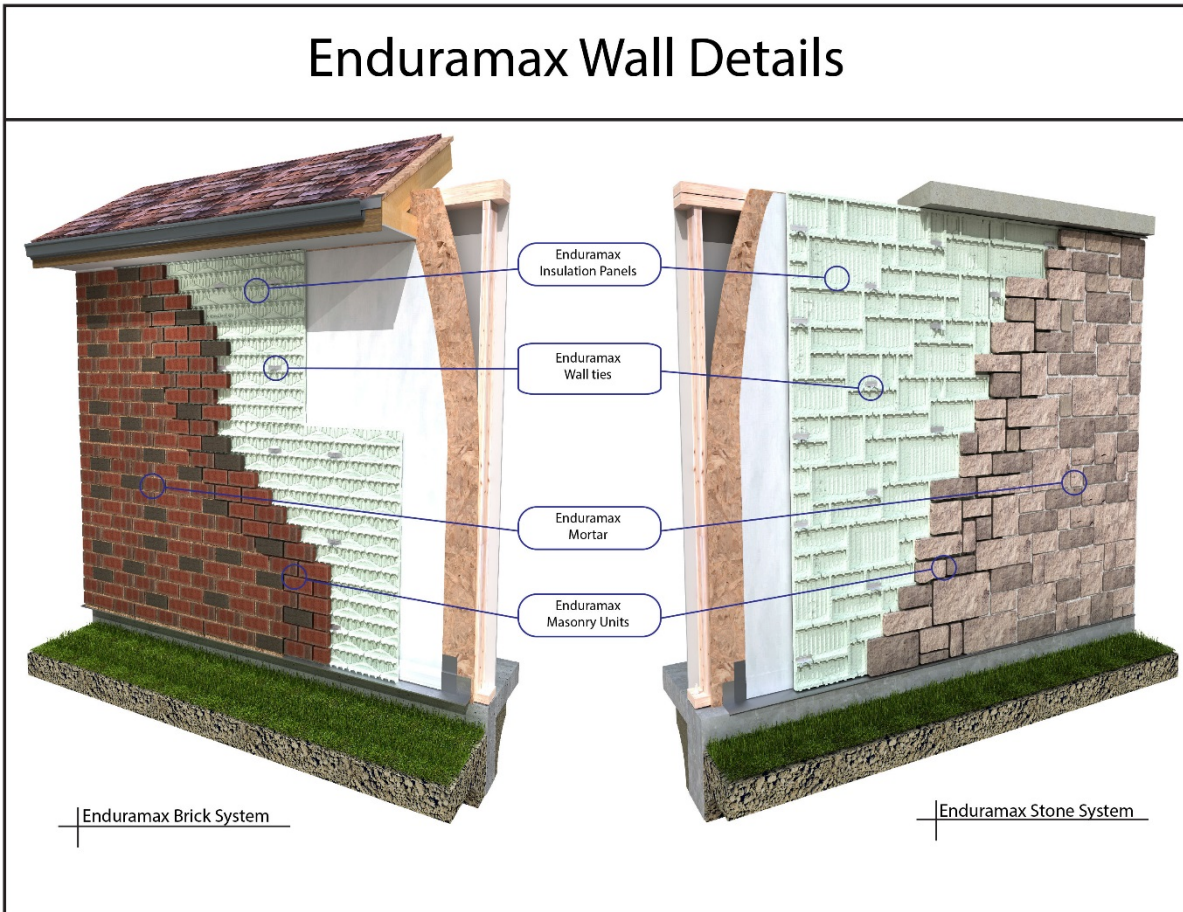 Enduramax Wall Details
Enduramax
Insulation Panels
Enduramax
Wall ties
Enduramax
Mortar
Enduramax
Masonry Units
Enduramax Brick System
Enduramax Stone System